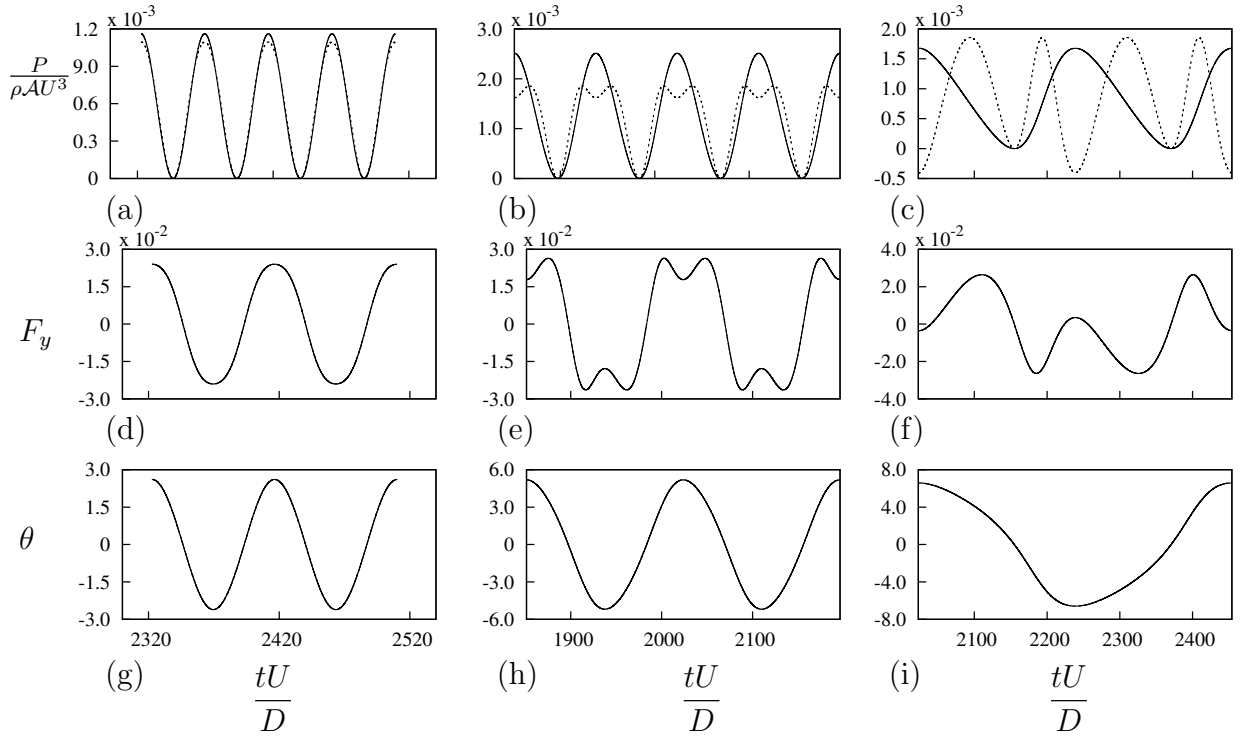 x 10⁻³ x 10⁻³ x 10⁻³
P/ρ𝒜U³
1.2 9.0 0.6 0.3 0
3.0 2.0 1.0 0
2.0 1.5 1.0 0.5 0 -0.5
(a) (b) (c)
x 10⁻² x 10⁻² x 10⁻²
F_y
3.0 1.5 0 -1.5 -3.0
3.0 1.5 0 -1.5 -3.0
4.0 2.0 0 -2.0 -4.0
(d) (e) (f)
θ
3.0 1.5 0 -1.5 -3.0
6.0 3.0 0 -3.0 -6.0
8.0 4.0 0 -4.0 -8.0
2320 2420 2520 1900 2000 2100 2100 2200 2300 2400
(g) (h) (i)
tU/D tU/D tU/D